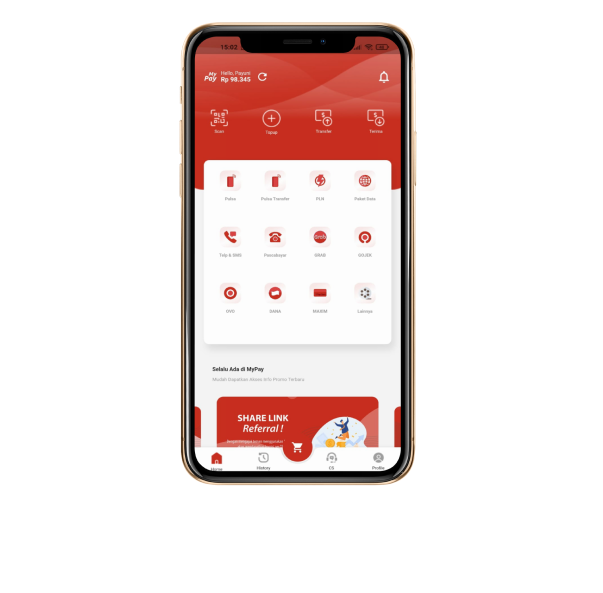 15:02
My
Pay
Hello, Payuni
Rp 98.345
Scan
Topup
Transfer
Terima
Pulsa
Pulsa Transfer
PLN
Paket Data
Telp & SMS
Pascabayar
GRAB
GOJEK
OVO
DANA
MAXIM
Lainnya
Selalu Ada di MyPay
Mudah Dapatkan Akses Info Promo Terbaru
SHARE LINK
Referral !
Home
History
CS
Profile